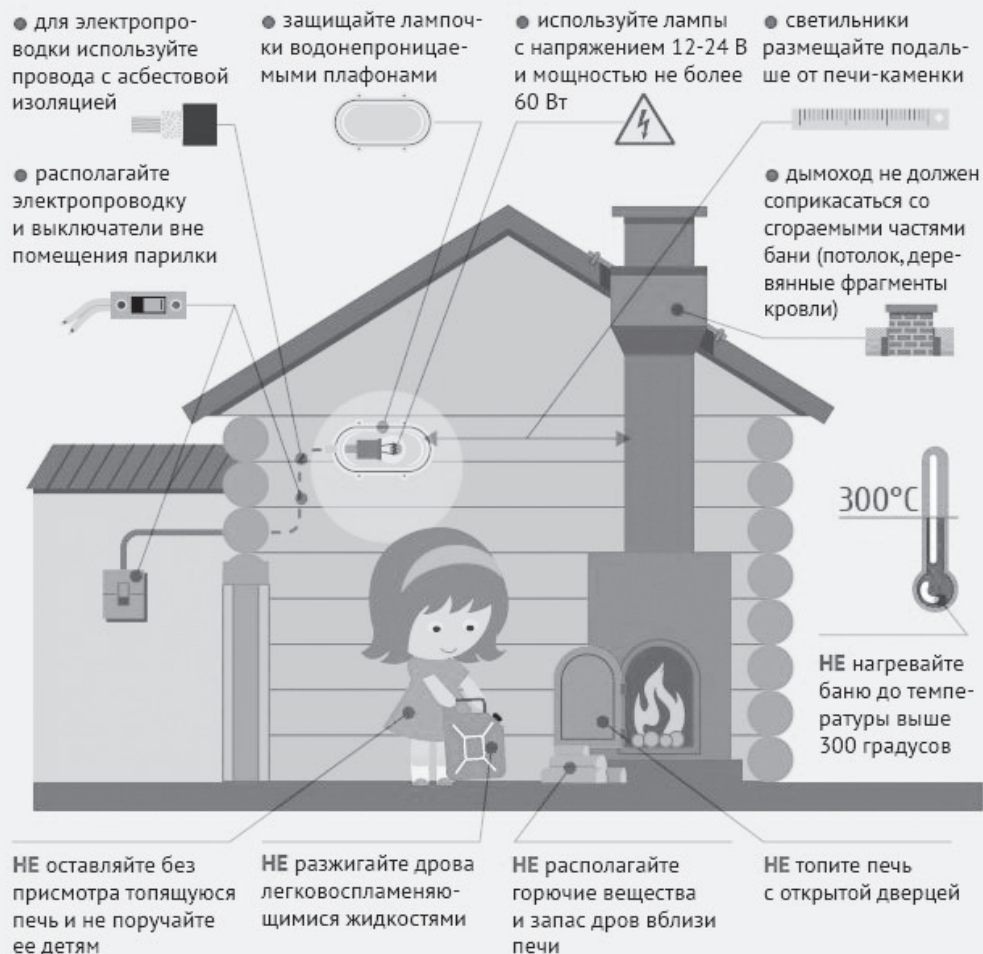 ● для электропро-
водки используйте
провода с асбестовой
изоляцией
● защищайте лампоч-
ки водонепроницае-
мыми плафонами
● используйте лампы
с напряжением 12-24 В
и мощностью не более
60 Вт
● светильники
размещайте подаль-
ше от печи-каменки
● располагайте
электропроводку
и выключатели вне
помещения парилки
● дымоход не должен
соприкасаться со
сгораемыми частями
бани (потолок, дере-
вянные фрагменты
кровли)
300°C
НЕ нагревайте
баню до темпе-
ратуры выше
300 градусов
НЕ оставляйте без
присмотра топящуюся
печь и не поручайте
ее детям
НЕ разжигайте дрова
легковоспламеняю-
щимися жидкостями
НЕ располагайте
горючие вещества
и запас дров вблизи
печи
НЕ топите печь
с открытой дверцей